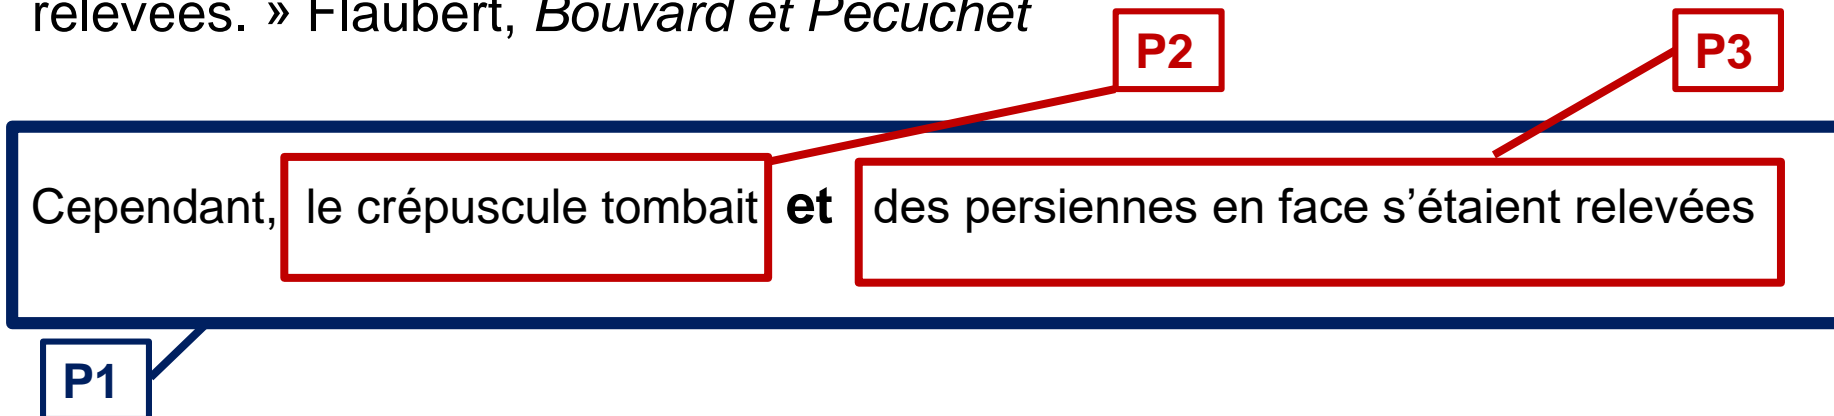 relevées. » Flaubert, Bouvard et Pécuchet
P2
P3
Cependant, le crépuscule tombait et des persiennes en face s’étaient relevées
P1